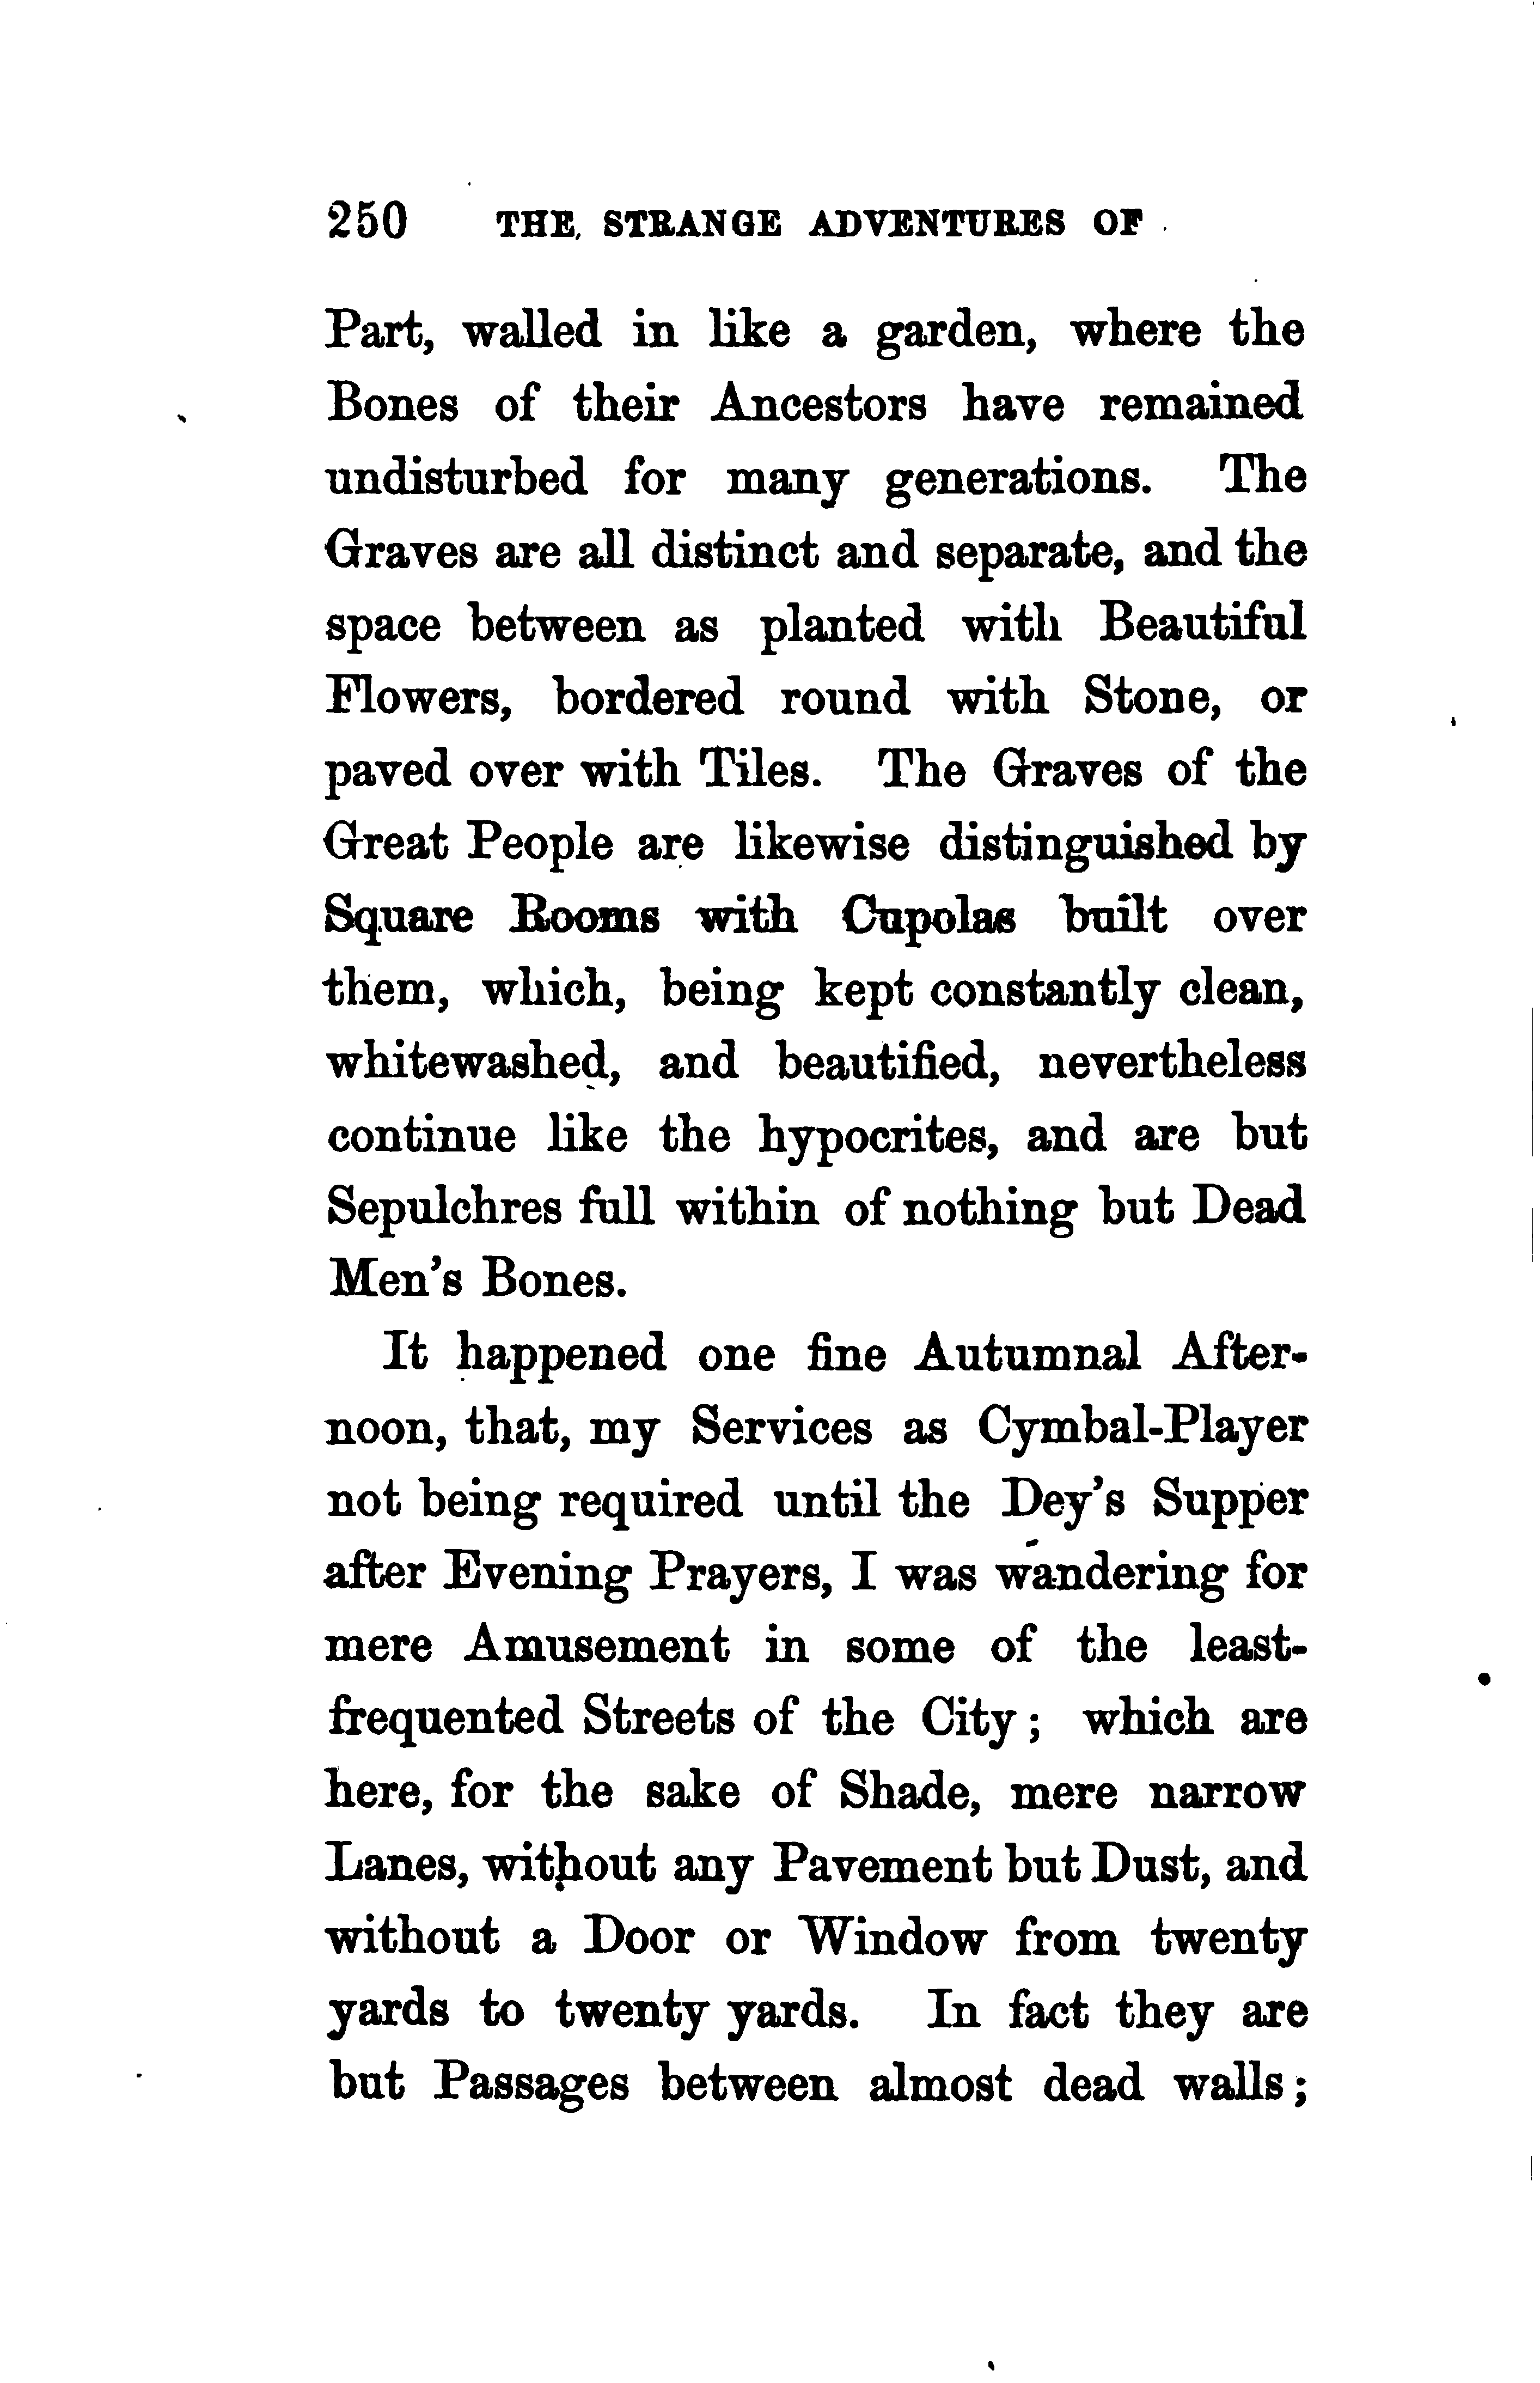 250 THE STRANGE ADVENTURES OF
Part, walled in like a garden, where the
Bones of their Ancestors have remained
undisturbed for many generations. The
Graves are all distinct and separate, and the
space between as planted with Beautiful
Flowers, bordered round with Stone, or
paved over with Tiles. The Graves of the
Great People are likewise distinguished by
Square Rooms with Cupolas built over
them, which, being kept constantly clean,
whitewashed, and beautified, nevertheless
continue like the hypocrites, and are but
Sepulchres full within of nothing but Dead
Men's Bones.
It happened one fine Autumnal After-
noon, that, my Services as Cymbal-Player
not being required until the Dey's Supper
after Evening Prayers, I was wandering for
mere Amusement in some of the least-
frequented Streets of the City; which are
here, for the sake of Shade, mere narrow
Lanes, without any Pavement but Dust, and
without a Door or Window from twenty
yards to twenty yards. In fact they are
but Passages between almost dead walls;